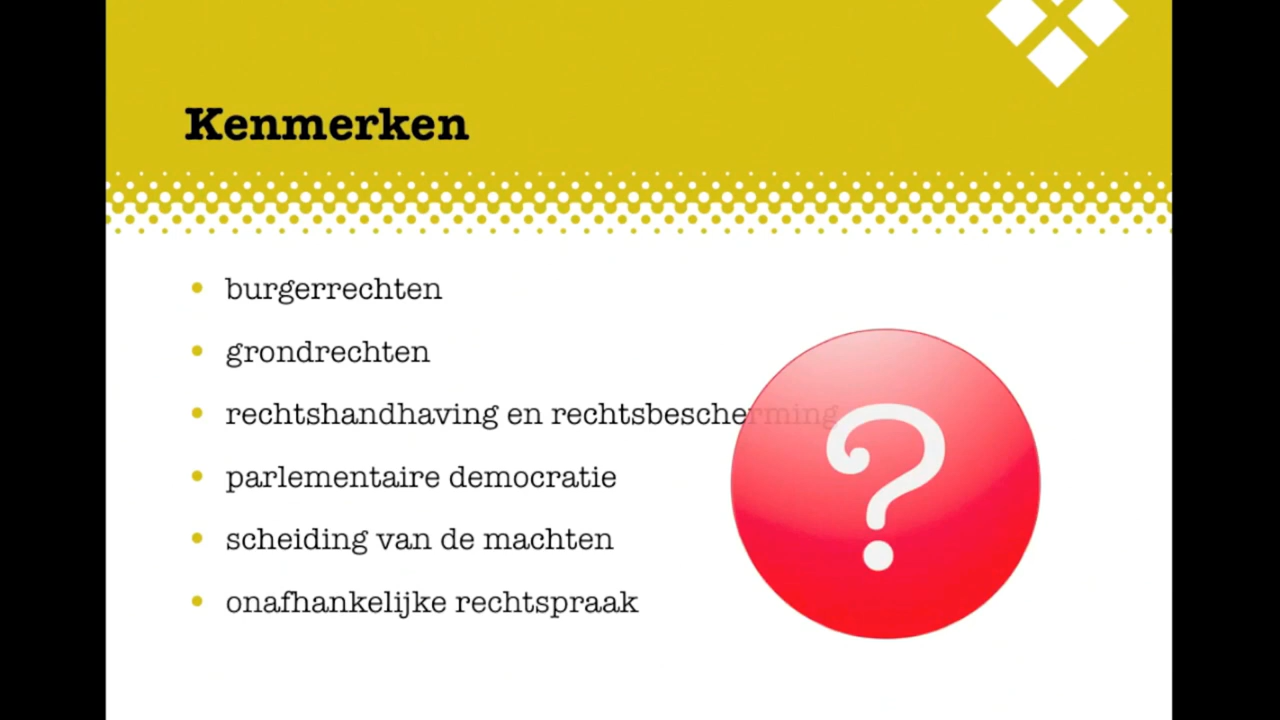 Kenmerken
burgerrechten
grondrechten
rechtshandhaving en rechtsbescherming
parlementaire democratie
scheiding van de machten
onafhankelijke rechtspraak
?